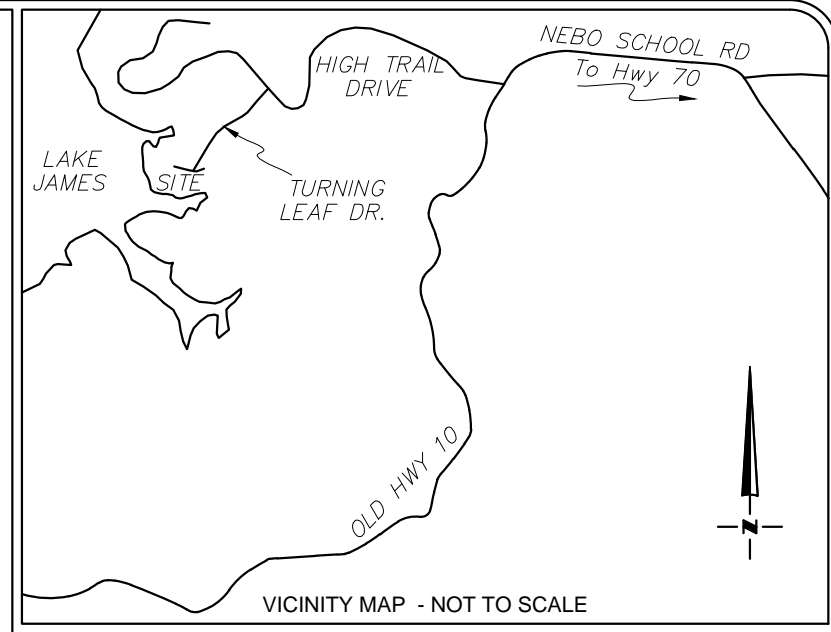 NEBO SCHOOL RD
To Hwy 70
HIGH TRAIL
DRIVE
LAKE
JAMES
SITE
TURNING
LEAF DR.
OLD HWY 10
N
VICINITY MAP - NOT TO SCALE